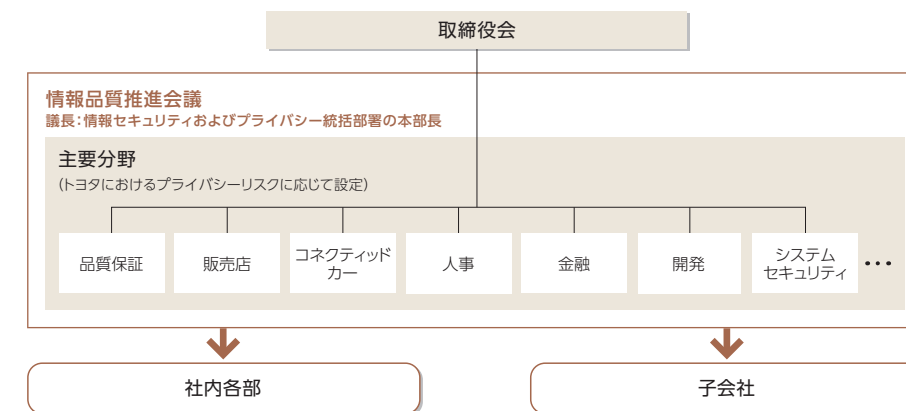 取締役会
情報品質推進会議
議長:情報セキュリティおよびプライバシー統括部署の本部長
主要分野
(トヨタにおけるプライバシーリスクに応じて設定)
品質保証
販売店
コネクティッド
カー
人事
金融
開発
システム
セキュリティ
•••
社内各部
子会社